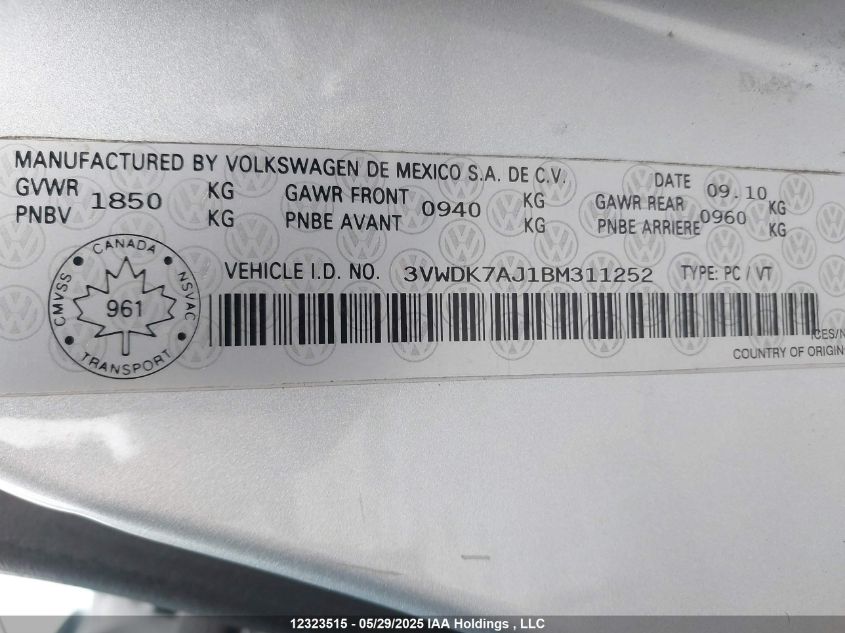 MANUFACTURED BY VOLKSWAGEN DE MEXICO S.A. DE C.V. DATE 09.10
GVWR 1850 KG GAWR FRONT 0940 KG GAWR REAR 0960 KG
PNBV KG PNBE AVANT KG PNBE ARRIERE KG
VEHICLE I.D. NO. 3VWDK7AJ1BM311252 TYPE: PC / VT
CANADA
CMVSS 961 NSVAC
TRANSPORT
ICES/N
COUNTRY OF ORIGIN
12323515 - 05/29/2025 IAA Holdings , LLC